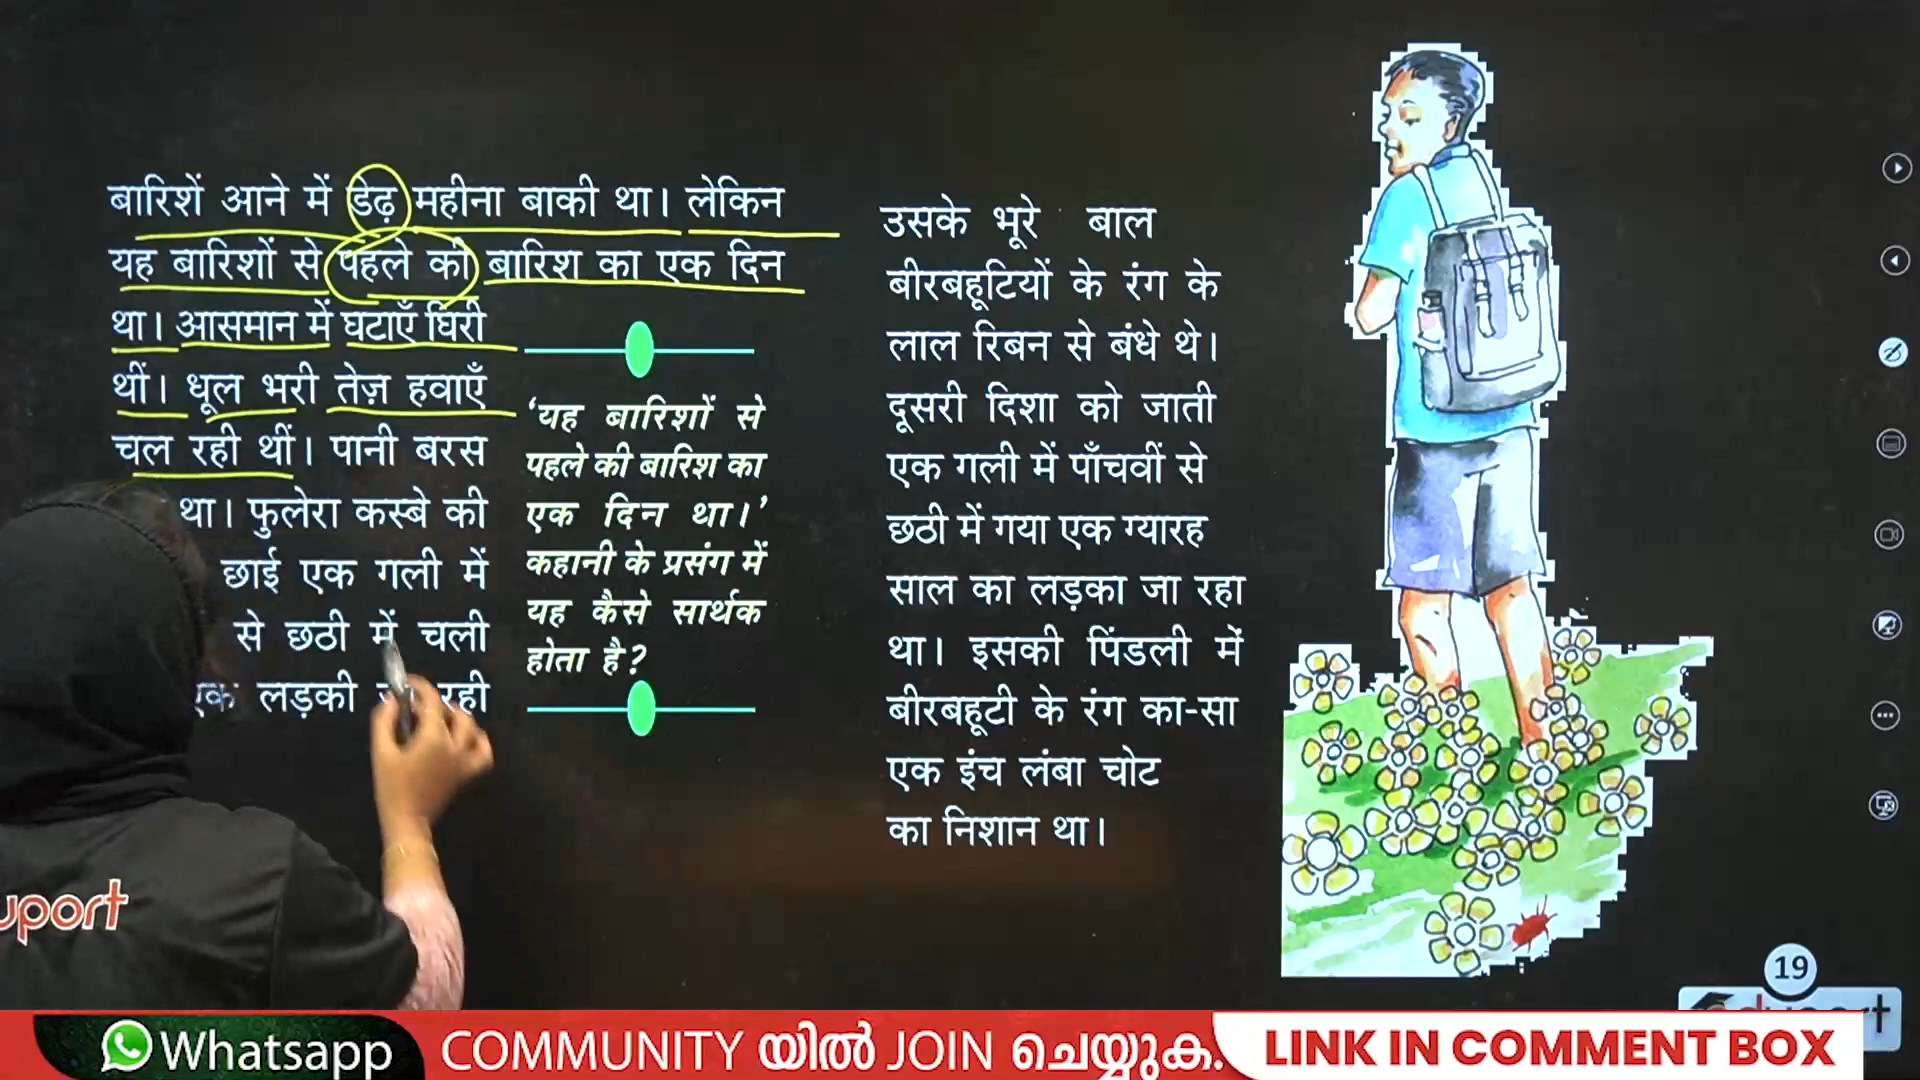 बारिशें आने में डेढ़ महीना बाकी था। लेकिन
यह बारिशों से पहले की बारिश का एक दिन
था। आसमान में घटाएँ घिरी
थीं। धूल भरी तेज़ हवाएँ
चल रही थीं। पानी बरस
था। फुलेरा कस्बे की
छाई एक गली में
से छठी में चली
एक लड़की रही
‘यह बारिशों से
पहले की बारिश का
एक दिन था।’
कहानी के प्रसंग में
यह कैसे सार्थक
होता है?
उसके भूरे बाल
बीरबहूटियों के रंग के
लाल रिबन से बंधे थे।
दूसरी दिशा को जाती
एक गली में पाँचवीं से
छठी में गया एक ग्यारह
साल का लड़का जा रहा
था। इसकी पिंडली में
बीरबहूटी के रंग का-सा
एक इंच लंबा चोट
का निशान था।
19
uport
Whatsapp COMMUNITY യിൽ JOIN ചെയ്യുക. LINK IN COMMENT BOX